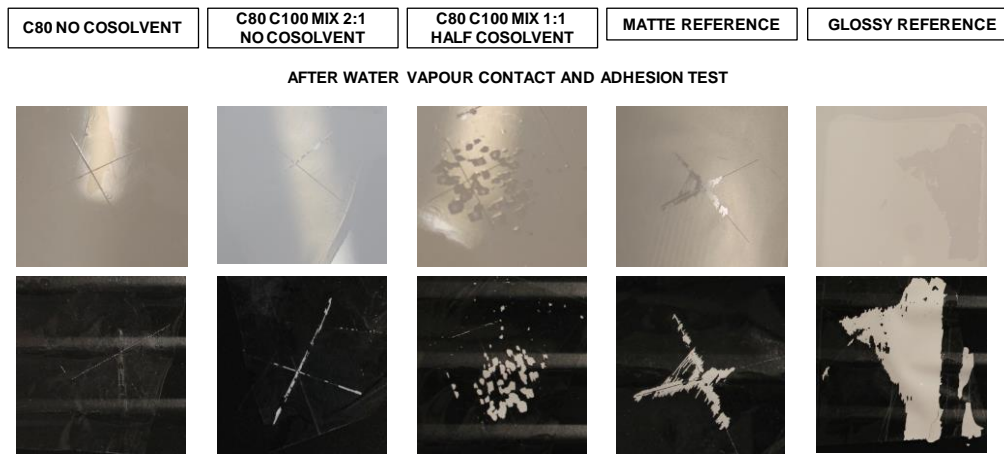 C80 NO COSOLVENT
C80 C100 MIX 2:1
NO COSOLVENT
C80 C100 MIX 1:1
HALF COSOLVENT
MATTE REFERENCE
GLOSSY REFERENCE
AFTER WATER VAPOUR CONTACT AND ADHESION TEST